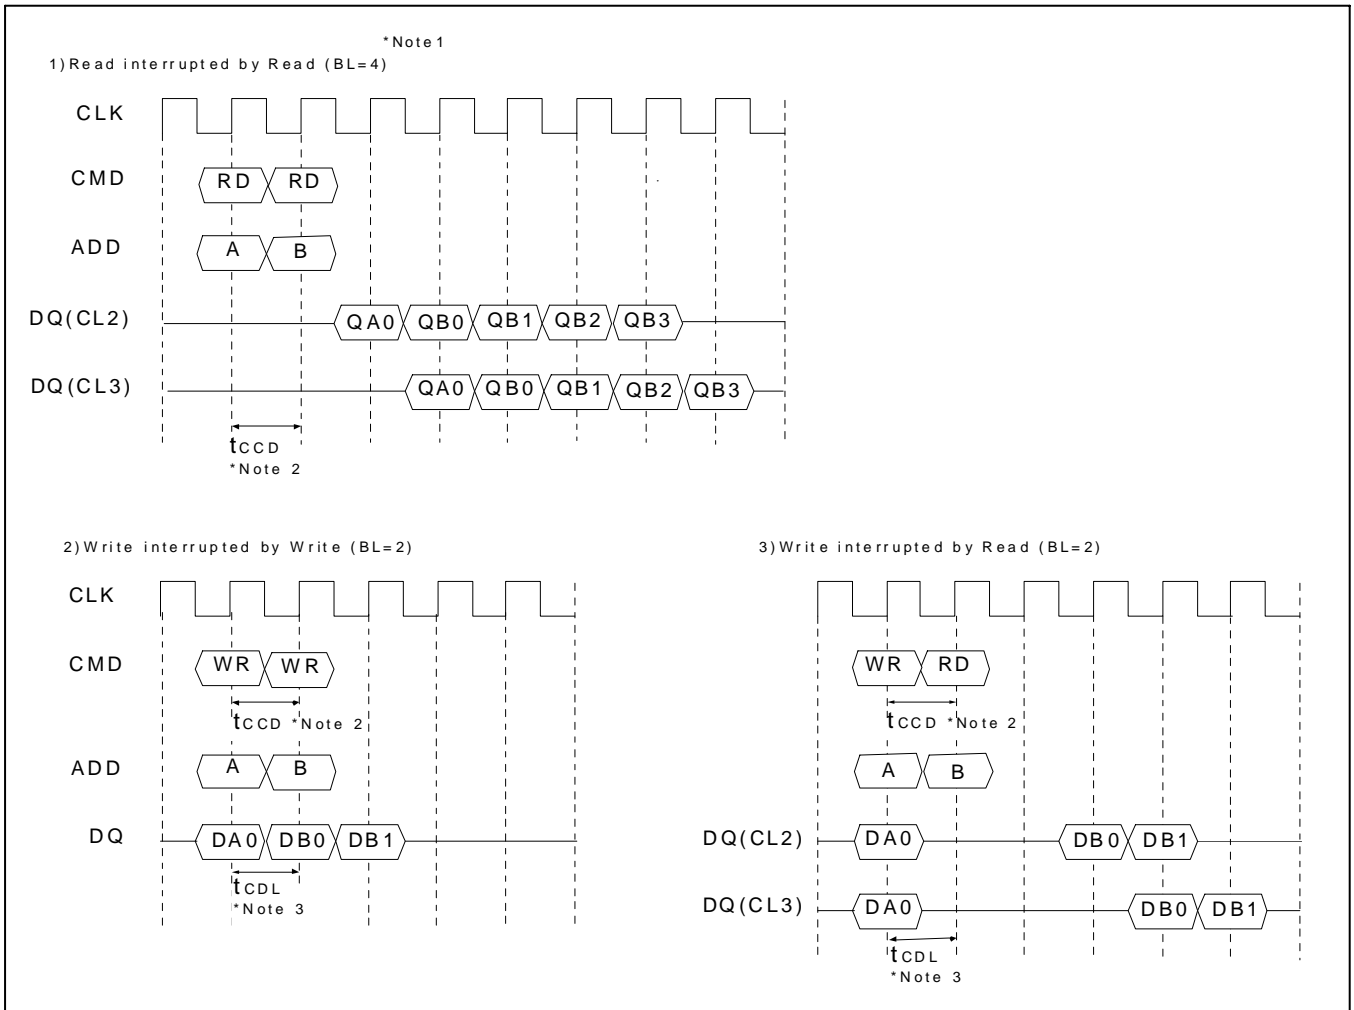 *Note1
1)Read interrupted by Read (BL=4)
CLK
CMD RD RD
ADD A B
DQ(CL2) QA0 QB0 QB1 QB2 QB3
DQ(CL3) QA0 QB0 QB1 QB2 QB3
tCCD
*Note 2
2)Write interrupted by Write (BL=2)
CLK
CMD WR WR
tCCD *Note 2
ADD A B
DQ DA0 DB0 DB1
tCDL
*Note 3
3)Write interrupted by Read (BL=2)
WR RD
tCCD *Note 2
A B
DQ(CL2) DA0 DB0 DB1
DQ(CL3) DA0 DB0 DB1
tCDL
*Note 3